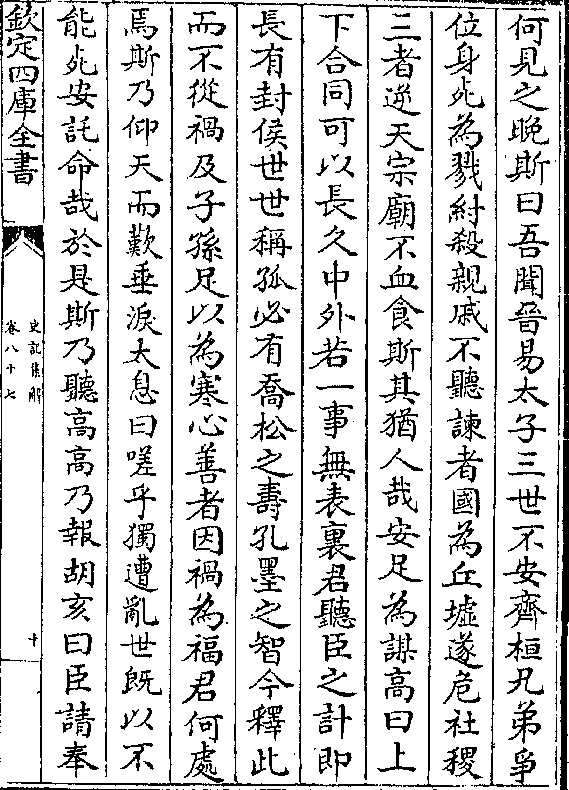 何見之晚斯曰吾聞晉易太子三世不安齊桓兄弟爭
位身死為戮紂殺親戚不聽諫者國為丘墟遂危社稷
三者逆天宗廟不血食斯其猶人哉安足為謀高曰上
下合同可以長久中外若一事無表裏君聽臣之計即
長有封侯世世稱孤必有喬松之壽孔墨之智今釋此
而不從禍及子孫足以為寒心善者因禍為福君何處
焉斯乃仰天而歎垂淚太息曰嗟乎獨遭亂世既以不
能死安託命哉於是斯乃聽高高乃報胡亥曰臣請奉
欽定四庫全書
史記集解
卷八十七
十